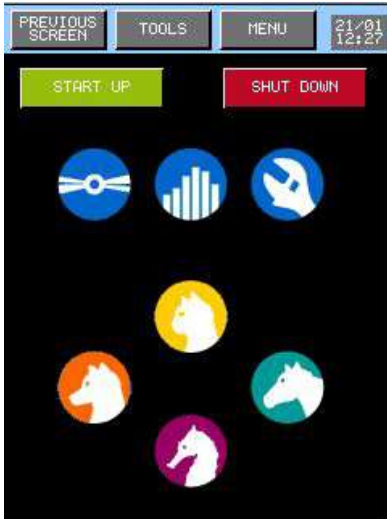 PREVIOUS
SCREEN
TOOLS
MENU
21/01
12:27
START UP
SHUT DOWN